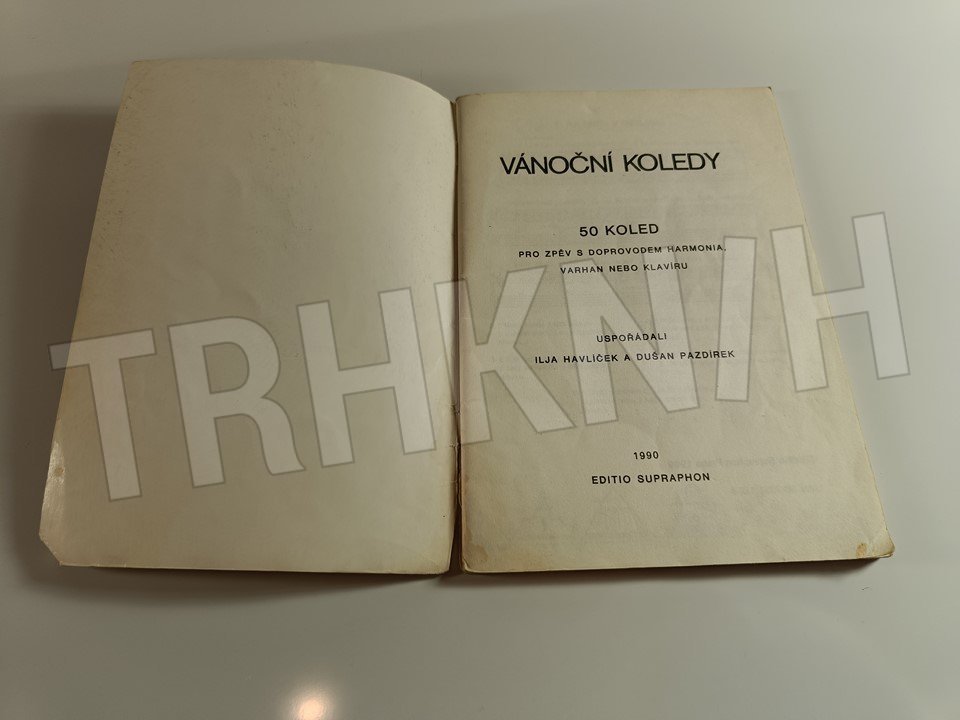 VÁNOČNÍ KOLEDY
50 KOLED
PRO ZPĚV S DOPROVODEM HARMONIA,
VARHAN NEBO KLAVÍRU
USPOŘÁDALI
ILJA HAVLÍČEK A DUŠAN PAZDÍREK
1990
EDITIO SUPRAPHON
TRHKNIH